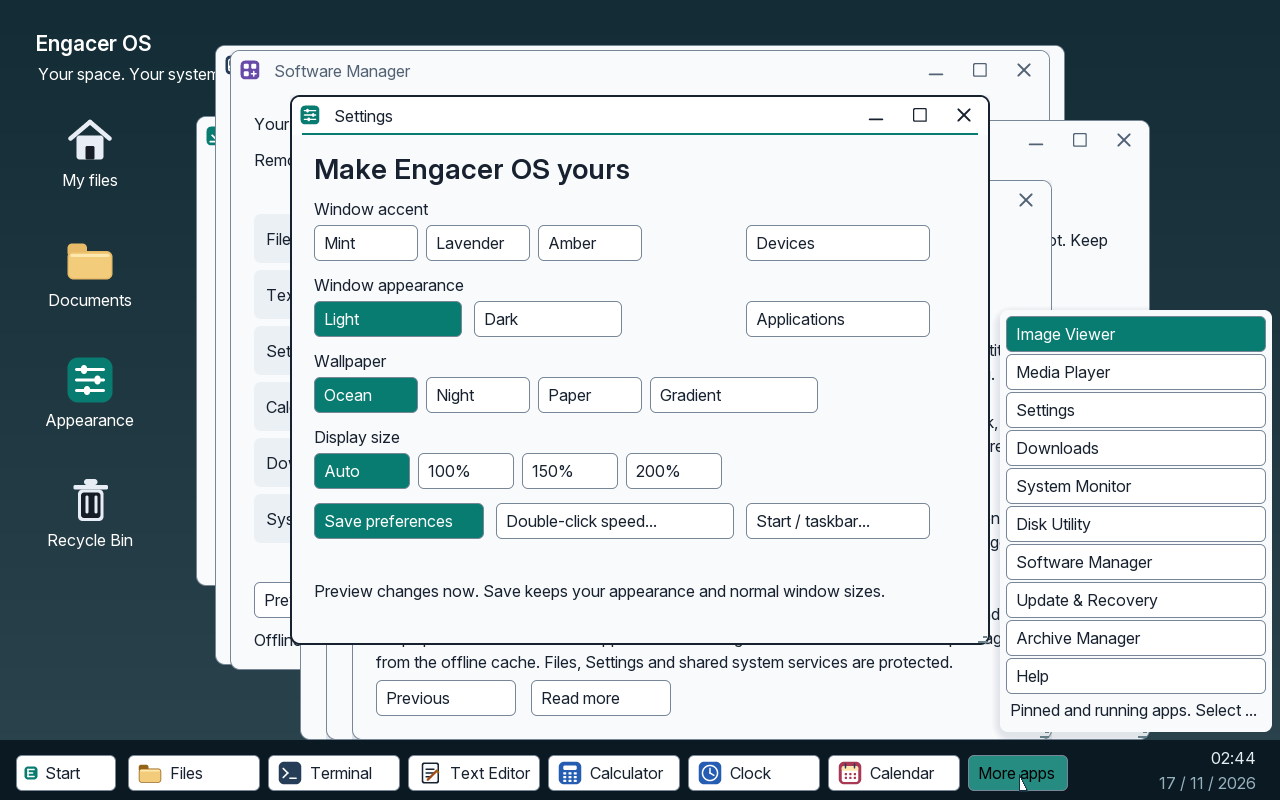 Engacer OS
Your space. Your system
My files
Documents
Appearance
Recycle Bin
Software Manager
Your
Settings
Make Engacer OS yours
Window accent
Mint
Lavender
Amber
Devices
Window appearance
Light
Dark
Applications
Wallpaper
Ocean
Night
Paper
Gradient
Display size
Auto
100%
150%
200%
Save preferences
Double-click speed...
Start / taskbar...
Preview changes now. Save keeps your appearance and normal window sizes.
Keep
from the offline cache. Files, Settings and shared system services are protected.
Previous
Read more
Image Viewer
Media Player
Settings
Downloads
System Monitor
Disk Utility
Software Manager
Update & Recovery
Archive Manager
Help
Pinned and running apps. Select ...
Start
Files
Terminal
Text Editor
Calculator
Clock
Calendar
More apps
02:44
17 / 11 / 2026